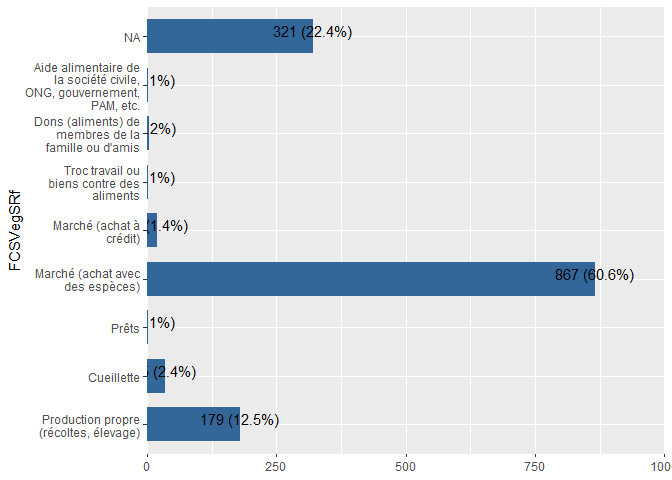 FCSVegSRf
NA
321 (22.4%)
Aide alimentaire de
la société civile,
ONG, gouvernement,
PAM, etc.
1%)
Dons (aliments) de
membres de la
famille ou d'amis
2%)
Troc travail ou
biens contre des
aliments
1%)
Marché (achat à
crédit)
(1.4%)
Marché (achat avec
des espèces)
867 (60.6%)
Prêts
1%)
Cueillette
(2.4%)
Production propre
(récoltes, élevage)
179 (12.5%)
0 250 500 750 100